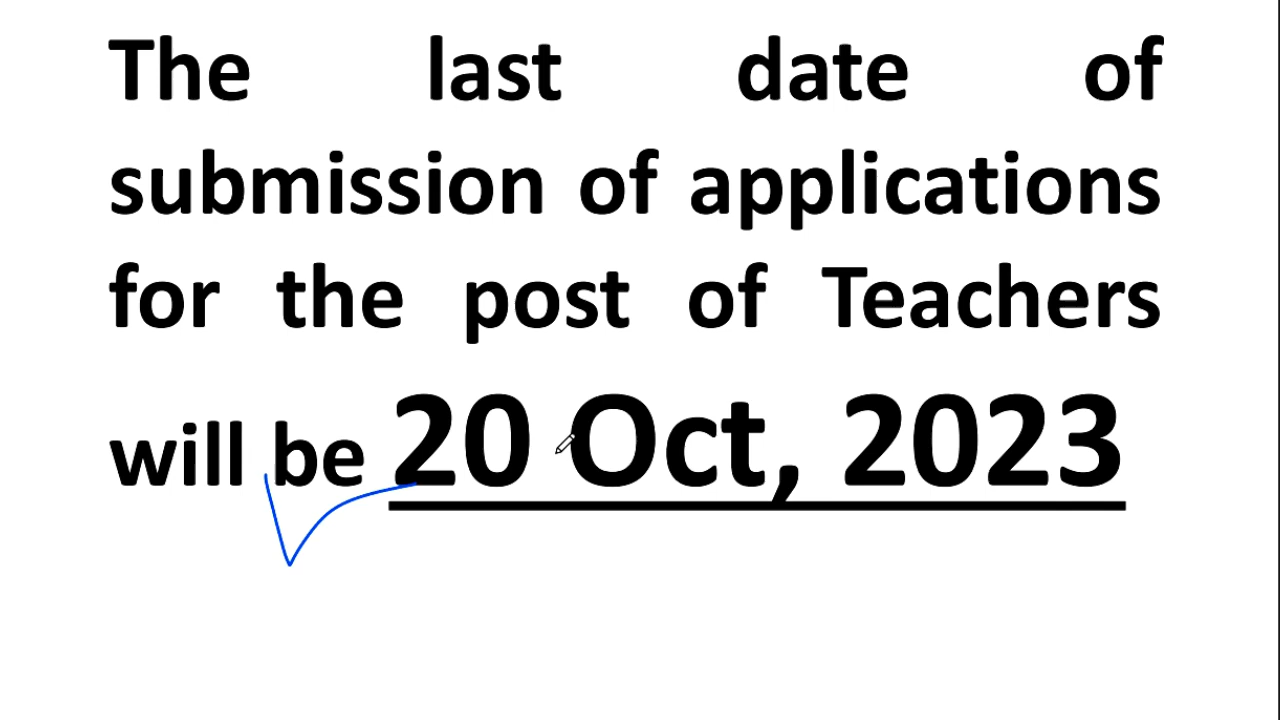 The last date of
submission of applications
for the post of Teachers
will be 20 Oct, 2023